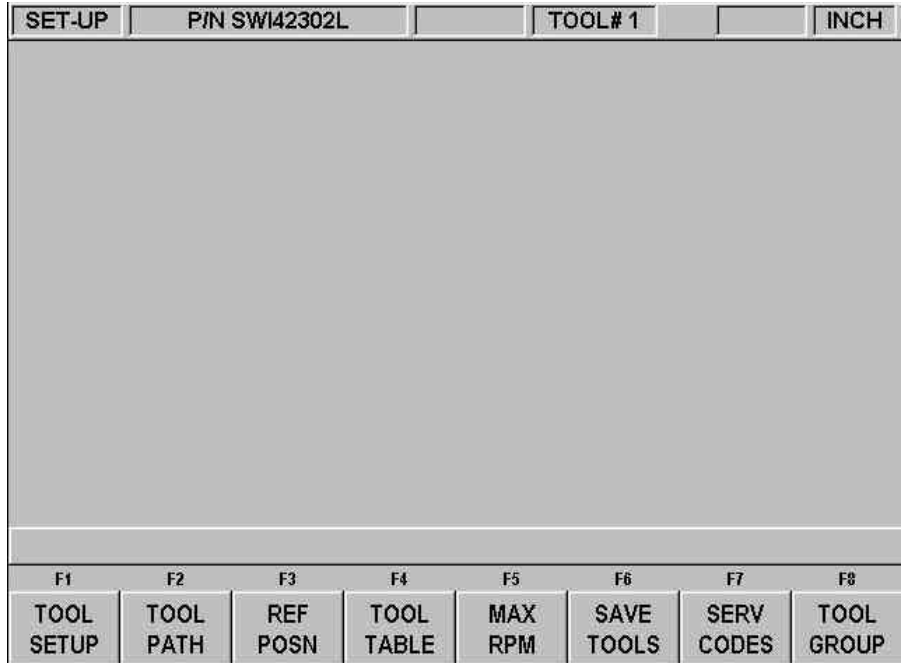 SET-UP P/N SWI42302L TOOL# 1 INCH
F1 F2 F3 F4 F5 F6 F7 F8
TOOL TOOL REF TOOL MAX SAVE SERV TOOL
SETUP PATH POSN TABLE RPM TOOLS CODES GROUP